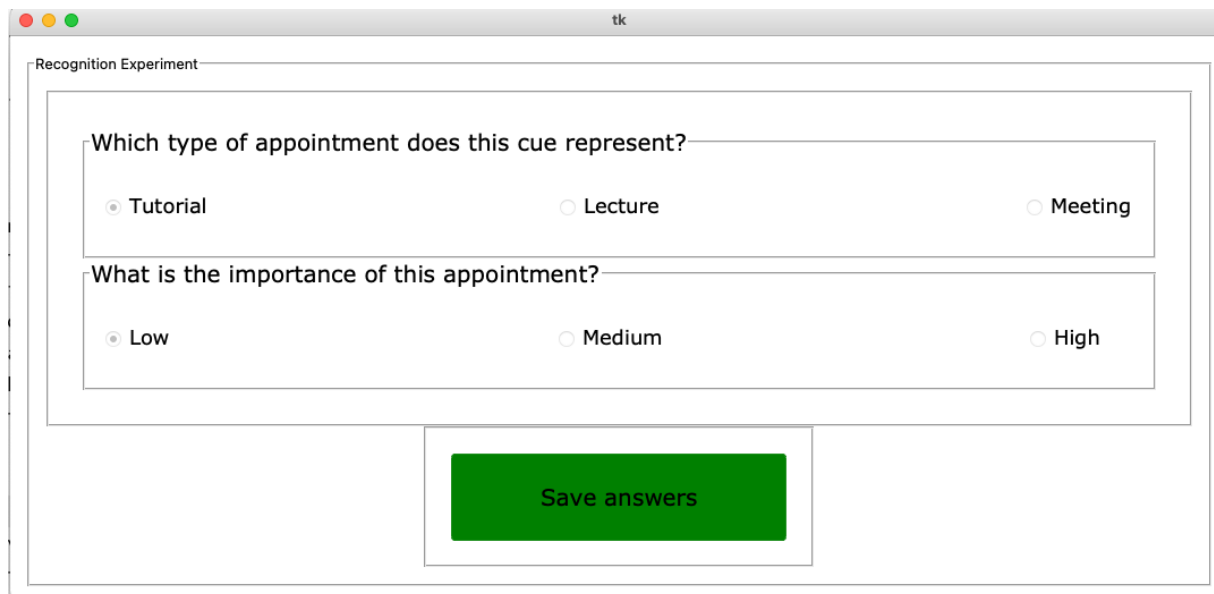 tk
Recognition Experiment
Which type of appointment does this cue represent?
Tutorial Lecture Meeting
What is the importance of this appointment?
Low Medium High
Save answers